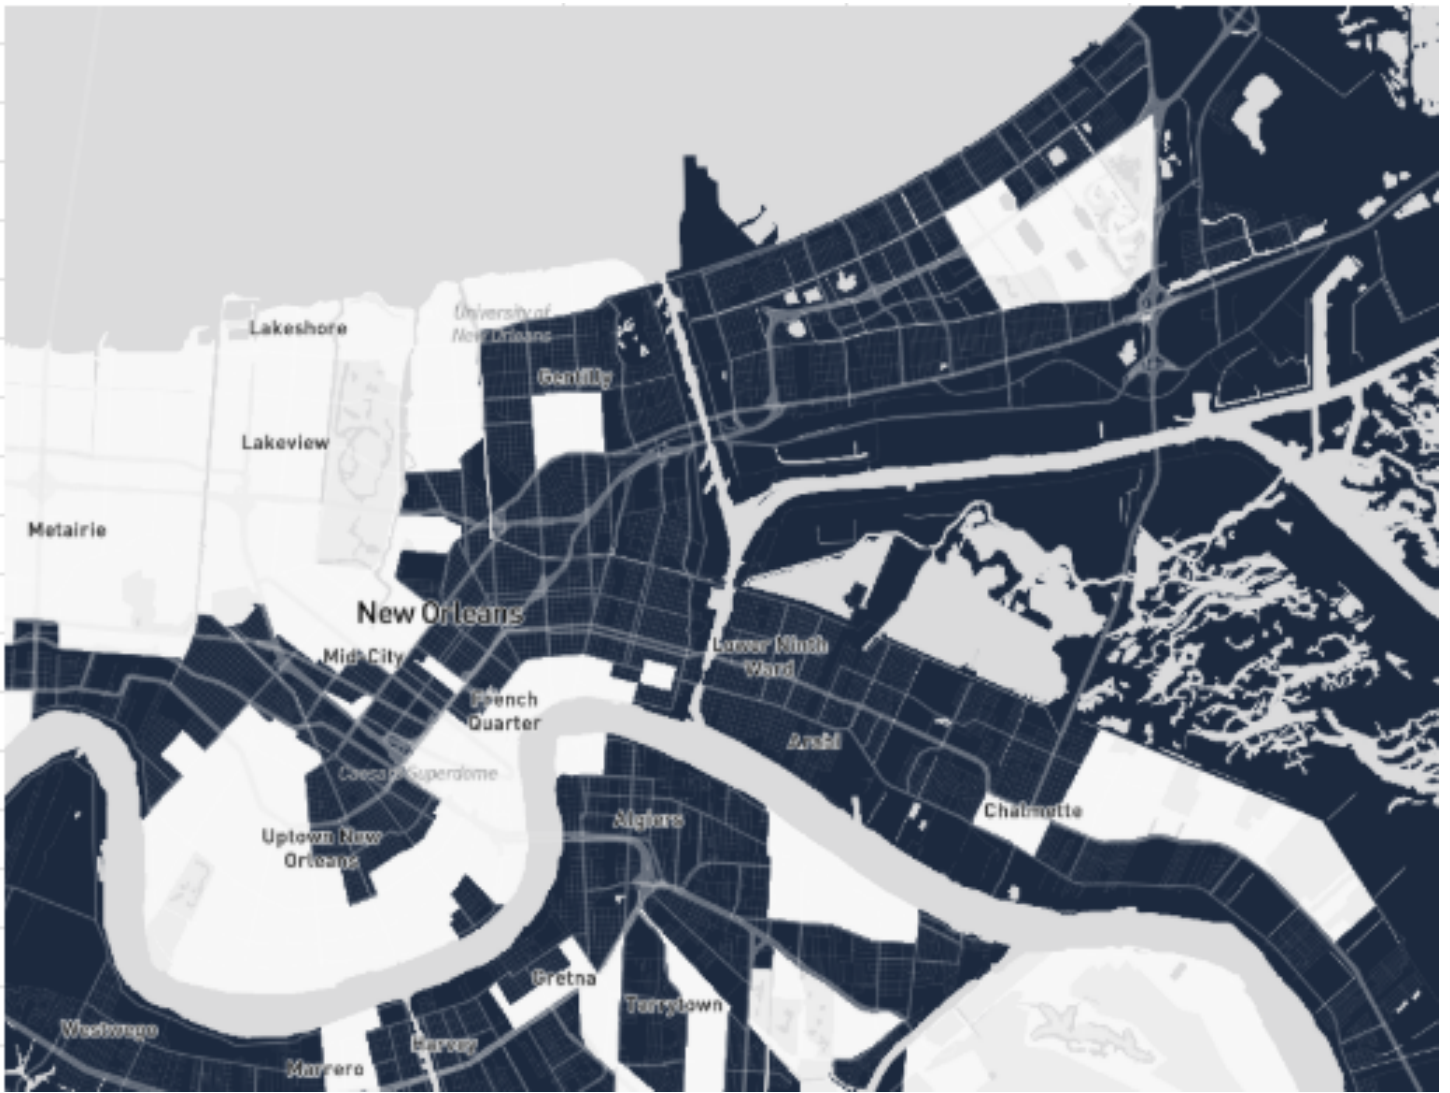 University of
New Orleans
Lakeshore
Gentilly
Lakeview
Metairie
New Orleans
Mid-City
Lower Ninth
Ward
French
Quarter
Arabi
Caesars Superdome
Chalmette
Algiers
Uptown New
Orleans
Gretna
Terrytown
Westwego
Harvey
Marrero